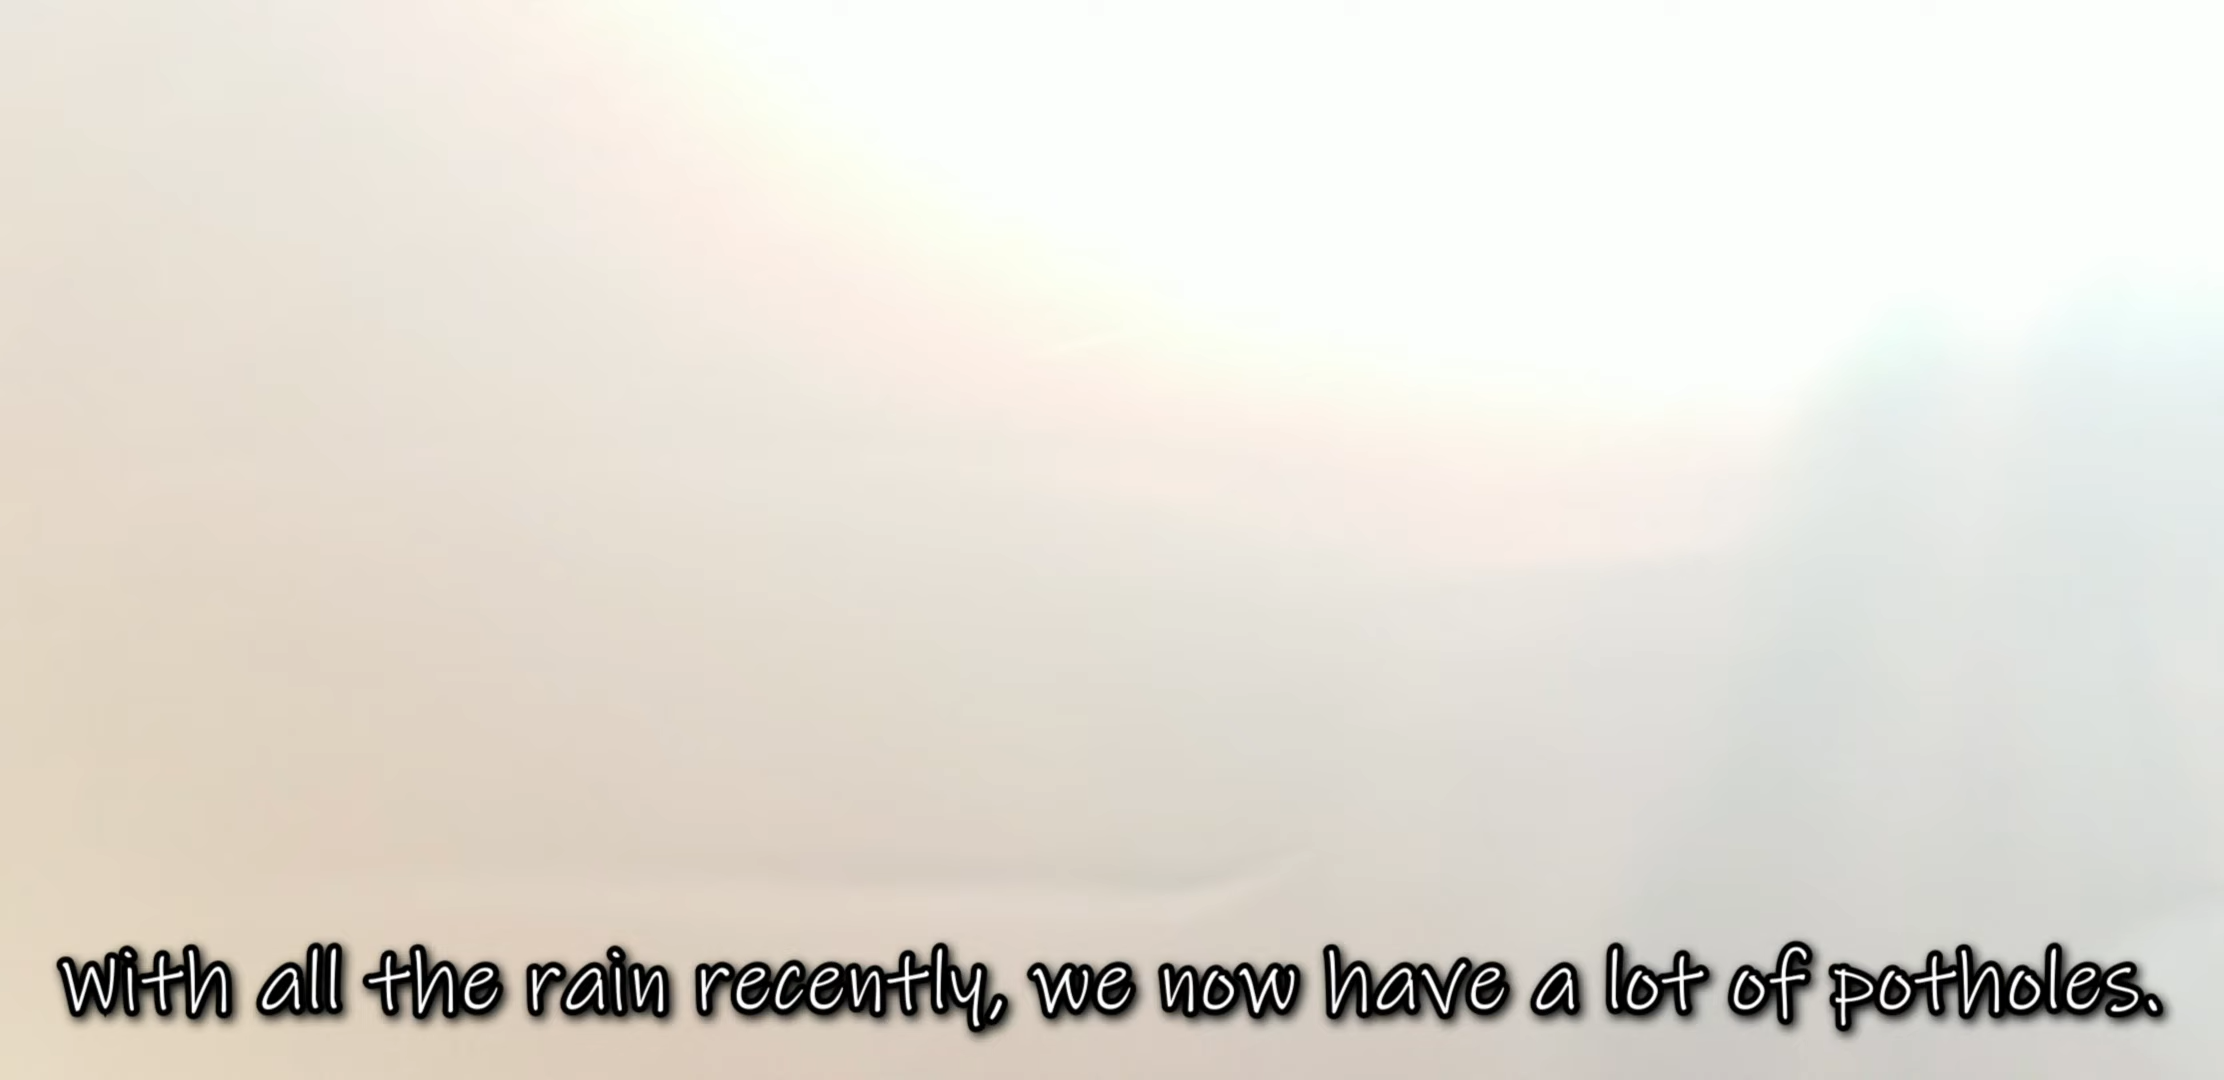 With all the rain recently, we now have a lot of potholes.